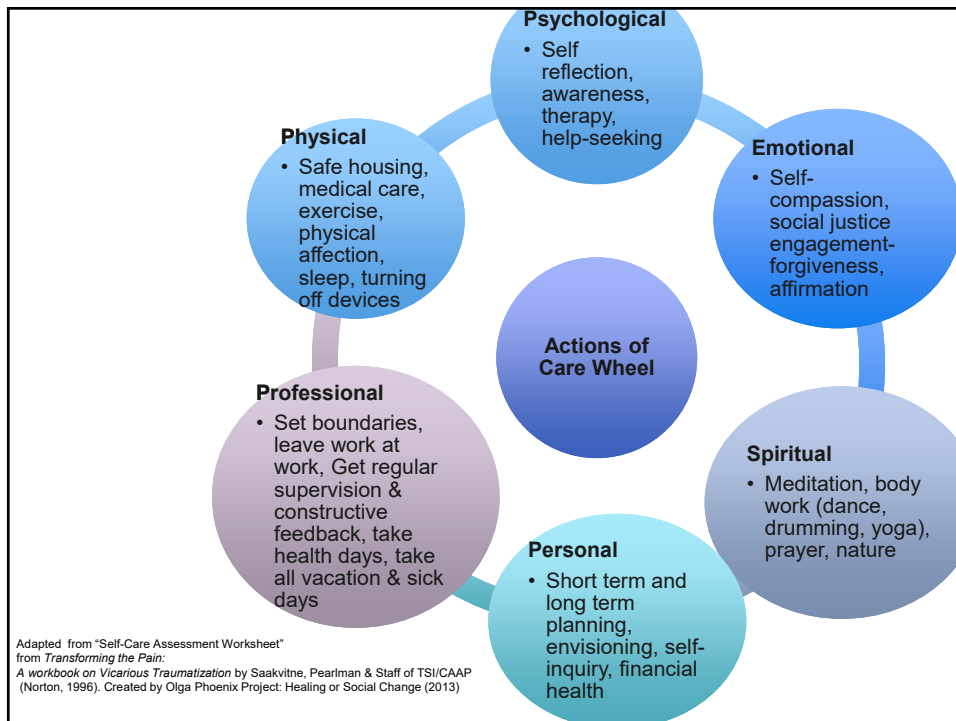 Psychological
• Self
reflection,
awareness,
therapy,
help-seeking
Emotional
• Self-
compassion,
social justice
engagement-
forgiveness,
affirmation
Spiritual
• Meditation, body
work (dance,
drumming, yoga),
prayer, nature
Personal
• Short term and
long term
planning,
envisioning, self-
inquiry, financial
health
Professional
• Set boundaries,
leave work at
work, Get regular
supervision &
constructive
feedback, take
health days, take
all vacation & sick
days
Physical
• Safe housing,
medical care,
exercise,
physical
affection,
sleep, turning
off devices
Actions of
Care Wheel
Adapted from “Self-Care Assessment Worksheet”
from Transforming the Pain:
A workbook on Vicarious Traumatization by Saakvitne, Pearlman & Staff of TSI/CAAP
(Norton, 1996). Created by Olga Phoenix Project: Healing or Social Change (2013)